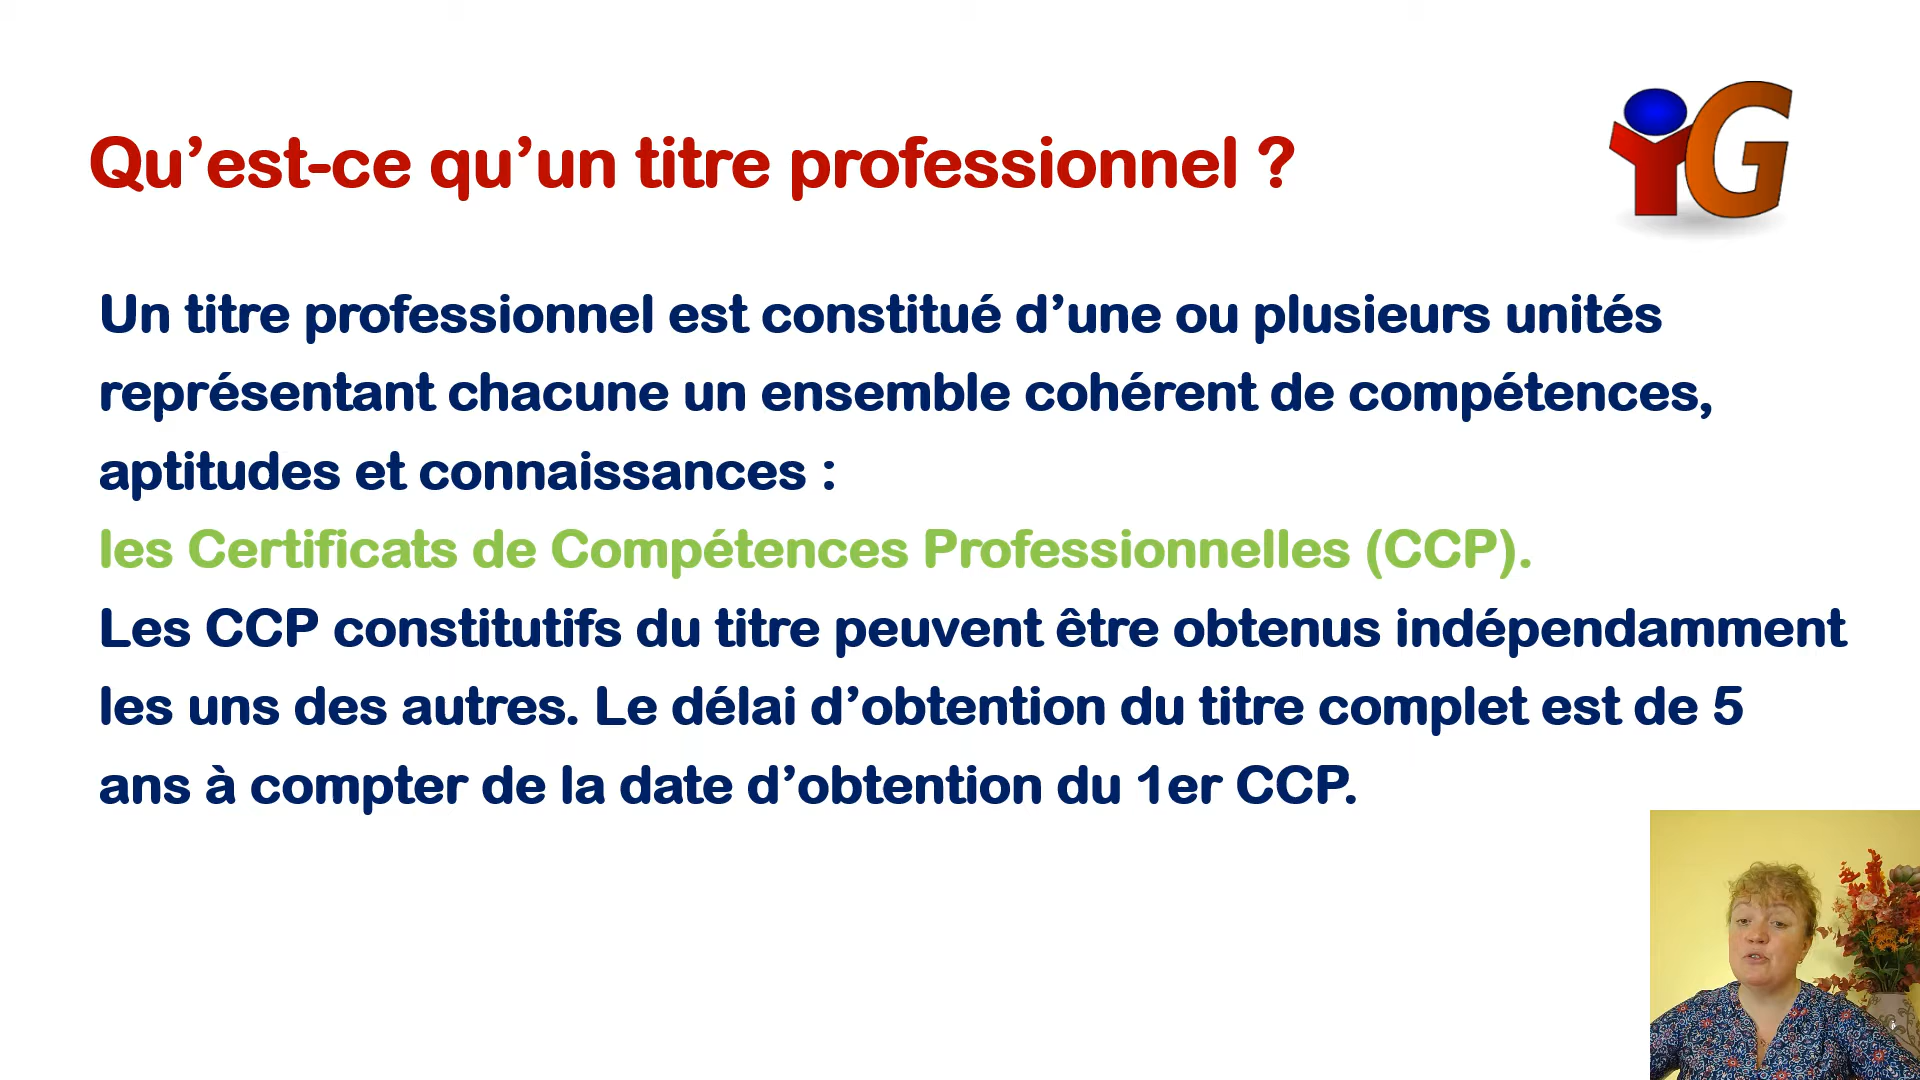 Qu’est-ce qu’un titre professionnel ?
iG
Un titre professionnel est constitué d’une ou plusieurs unités
représentant chacune un ensemble cohérent de compétences,
aptitudes et connaissances :
les Certificats de Compétences Professionnelles (CCP).
Les CCP constitutifs du titre peuvent être obtenus indépendamment
les uns des autres. Le délai d’obtention du titre complet est de 5
ans à compter de la date d’obtention du 1er CCP.